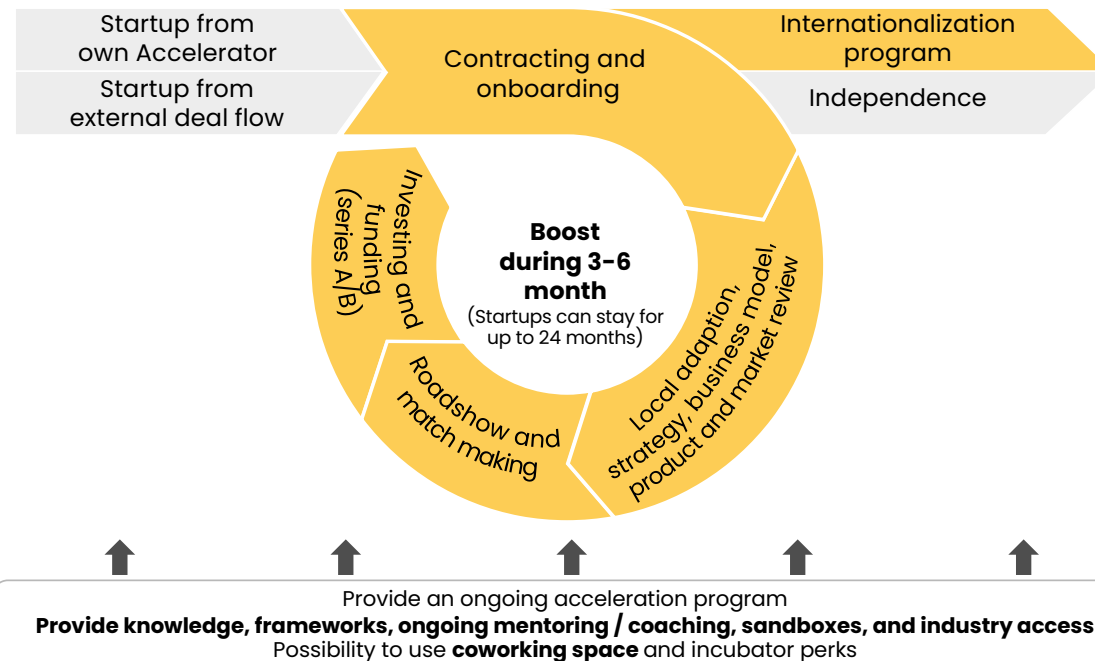 Startup from
own Accelerator
Startup from
external deal flow
Contracting and
onboarding
Internationalization
program
Independence
Local adaption,
strategy, business model,
product and market review
Roadshow and
match making
Investing and
funding
(series A/B)
Boost
during 3-6
month
(Startups can stay for
up to 24 months)
Provide an ongoing acceleration program
Provide knowledge, frameworks, ongoing mentoring / coaching, sandboxes, and industry access
Possibility to use coworking space and incubator perks